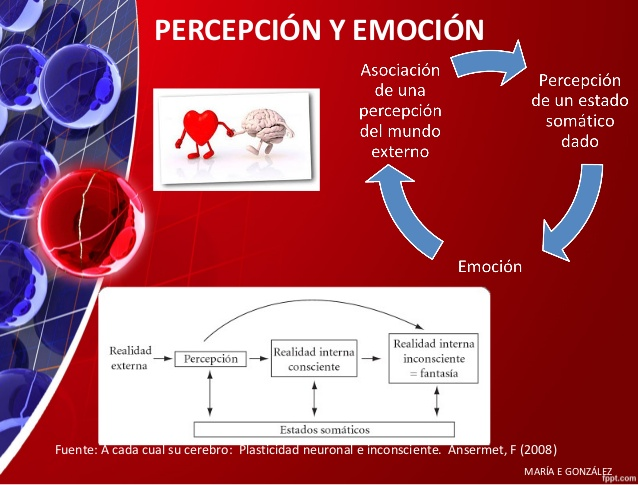 PERCEPCIÓN Y EMOCIÓN
Asociación
de una
percepción
del mundo
externo
Percepción
de un estado
somático
dado
Emoción
Realidad
externa
Percepción
Realidad interna
consciente
Realidad interna
inconsciente
= fantasía
Estados somáticos
Fuente: A cada cual su cerebro: Plasticidad neuronal e inconsciente. Ansermet, F (2008)
MARÍA E GONZÁLEZ
fppt.com